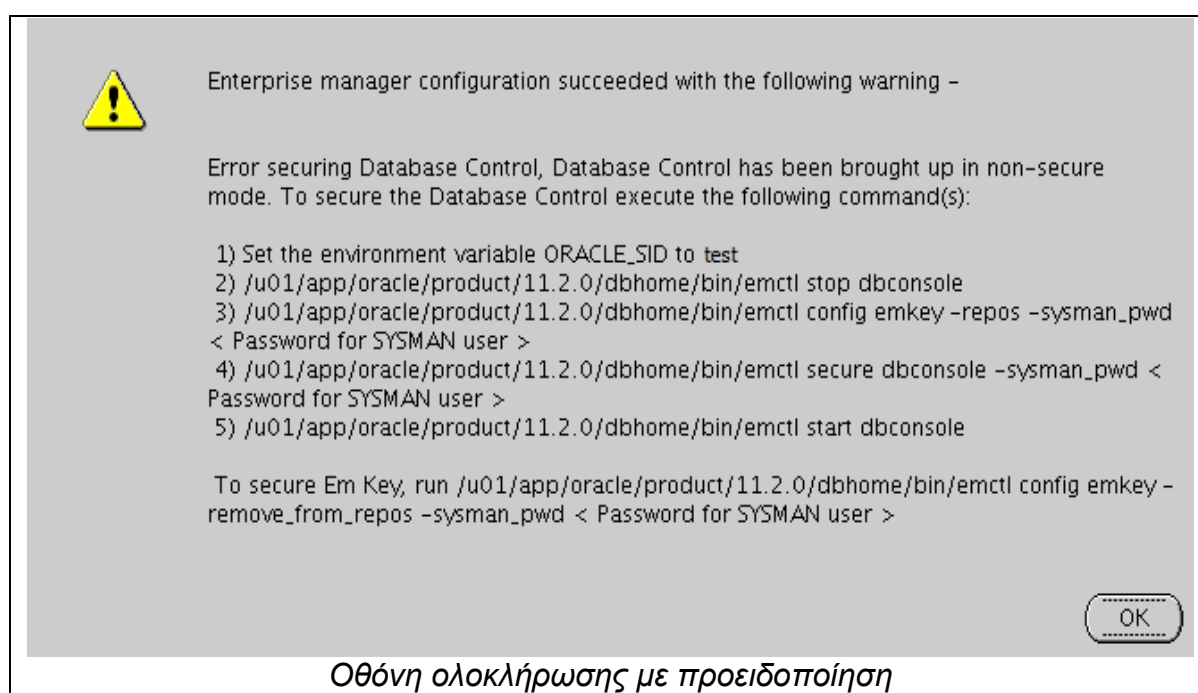 Enterprise manager configuration succeeded with the following warning –
Error securing Database Control, Database Control has been brought up in non-secure
mode. To secure the Database Control execute the following command(s):
1) Set the environment variable ORACLE_SID to test
2) /u01/app/oracle/product/11.2.0/dbhome/bin/emctl stop dbconsole
3) /u01/app/oracle/product/11.2.0/dbhome/bin/emctl config emkey -repos -sysman_pwd
< Password for SYSMAN user >
4) /u01/app/oracle/product/11.2.0/dbhome/bin/emctl secure dbconsole -sysman_pwd <
Password for SYSMAN user >
5) /u01/app/oracle/product/11.2.0/dbhome/bin/emctl start dbconsole
To secure Em Key, run /u01/app/oracle/product/11.2.0/dbhome/bin/emctl config emkey -
remove_from_repos -sysman_pwd < Password for SYSMAN user >
OK
Οθόνη ολοκλήρωσης με προειδοποίηση